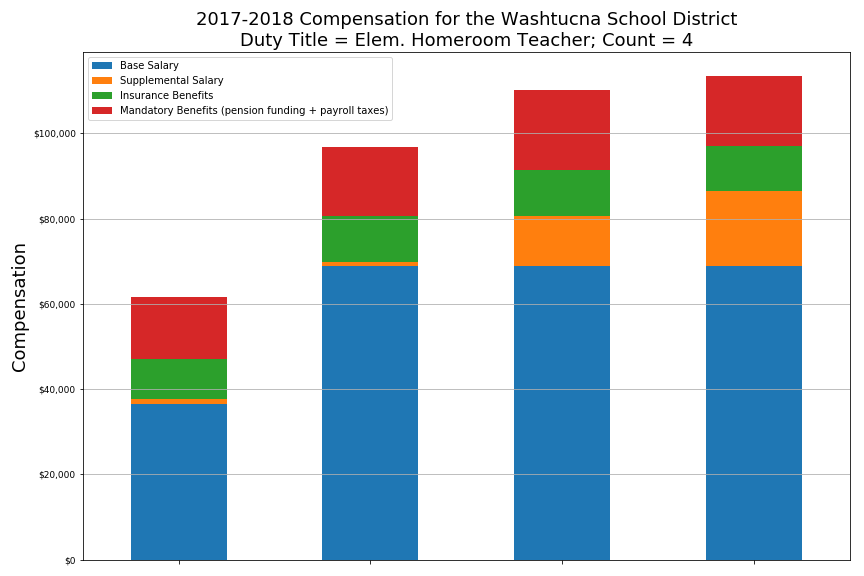 2017-2018 Compensation for the Washtucna School District
Duty Title = Elem. Homeroom Teacher; Count = 4
Base Salary
Supplemental Salary
Insurance Benefits
Mandatory Benefits (pension funding + payroll taxes)
$100,000
$80,000
$60,000
$40,000
$20,000
$0
Compensation